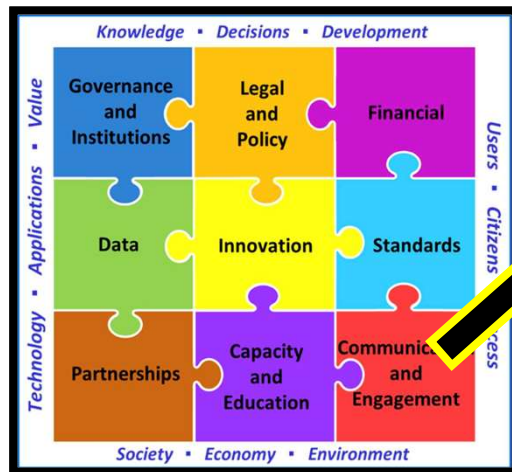 Knowledge ▪ Decisions ▪ Development
Technology ▪ Applications ▪ Value
Governance
and
Institutions
Legal
and
Policy
Financial
Data
Innovation
Standards
Partnerships
Capacity
and
Education
and
Engagement
Users ▪ Citizens
Society ▪ Economy ▪ Environment